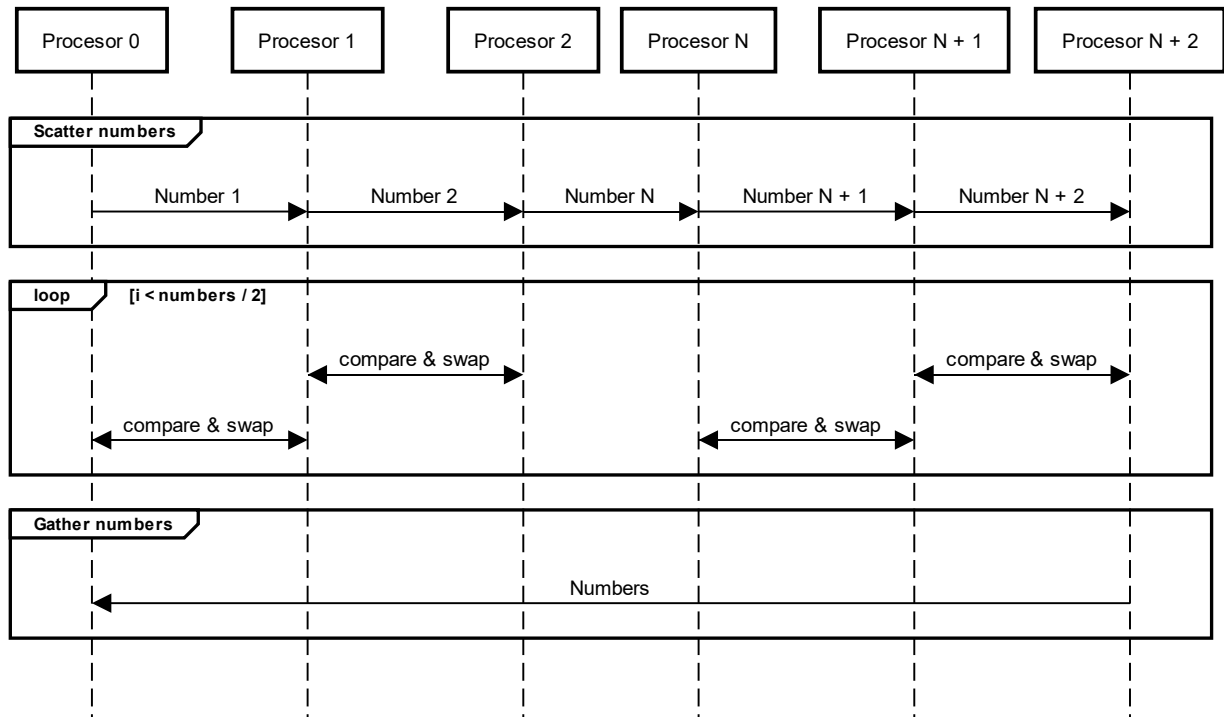 Procesor 0
Procesor 1
Procesor 2
Procesor N
Procesor N + 1
Procesor N + 2
Scatter numbers
Number 1
Number 2
Number N
Number N + 1
Number N + 2
loop
[i < numbers / 2]
compare & swap
compare & swap
compare & swap
compare & swap
Gather numbers
Numbers